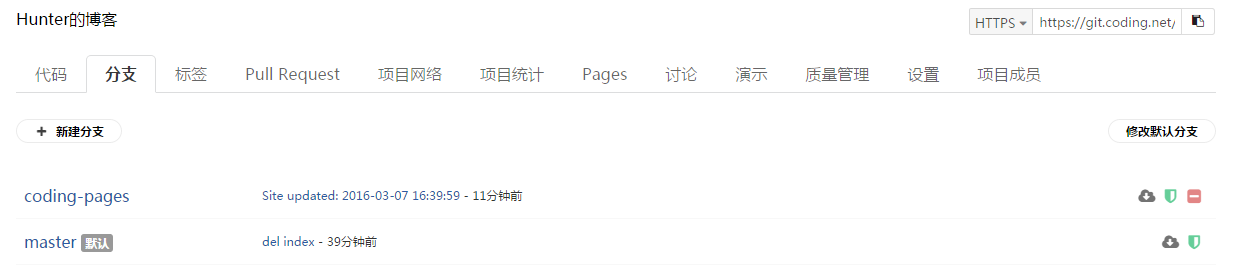 Hunter的博客
HTTPS https://git.coding.net/
代码 分支 标签 Pull Request 项目网络 项目统计 Pages 讨论 演示 质量管理 设置 项目成员
+ 新建分支 修改默认分支
coding-pages Site updated: 2016-03-07 16:39:59 - 11分钟前
master 默认 del index - 39分钟前